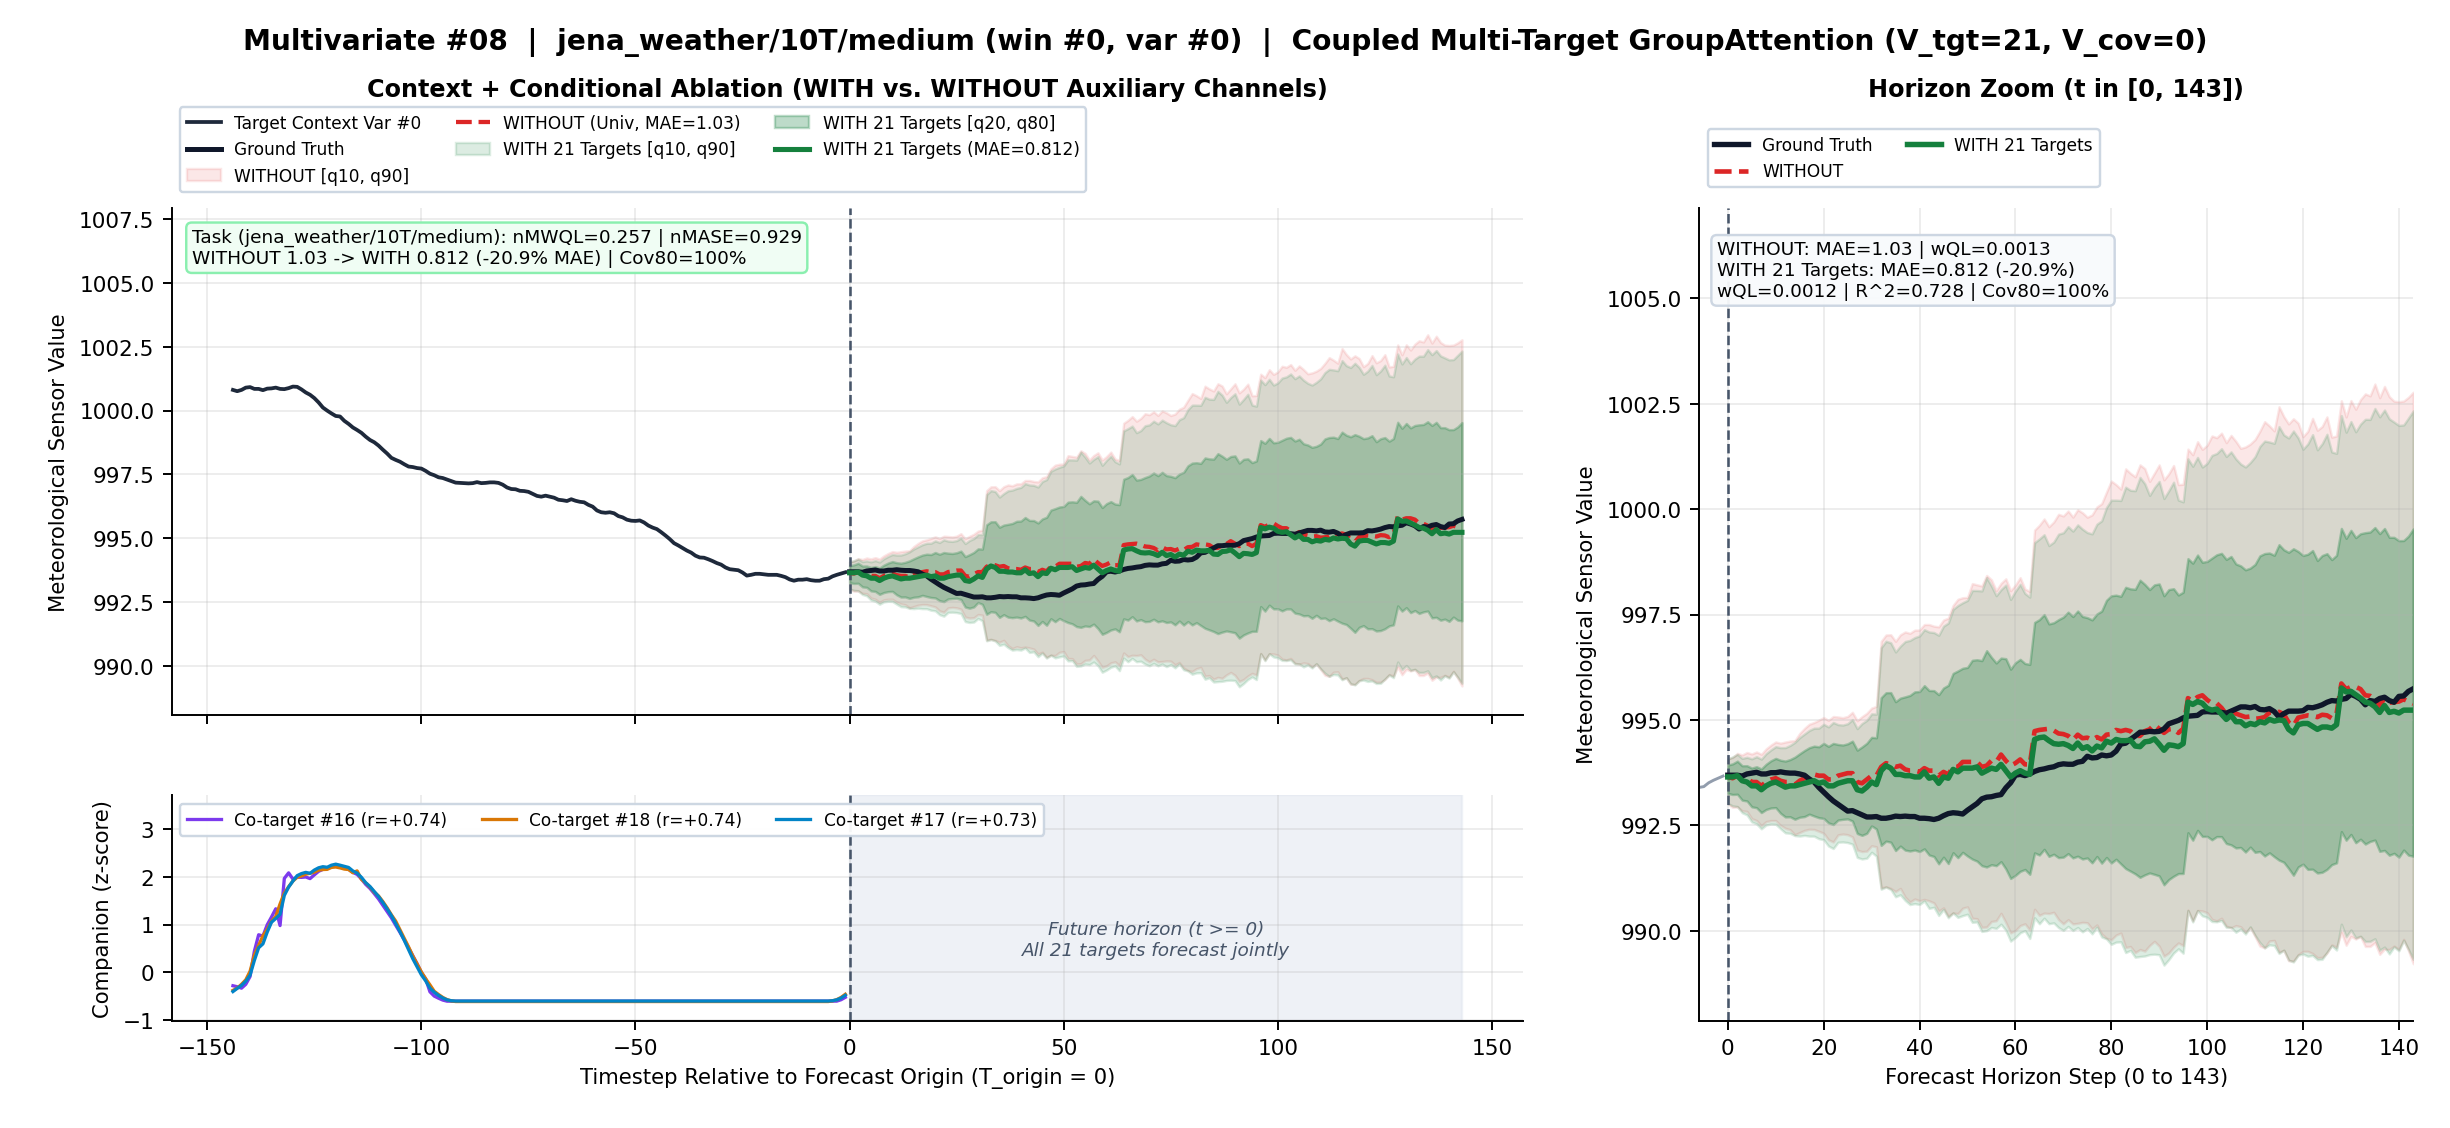 Multivariate #08 | jena_weather/10T/medium (win #0, var #0) | Coupled Multi-Target GroupAttention (V_tgt=21, V_cov=0)
Context + Conditional Ablation (WITH vs. WITHOUT Auxiliary Channels)
Target Context Var #0
Ground Truth
WITHOUT [q10, q90]
WITHOUT (Univ, MAE=1.03)
WITH 21 Targets [q10, q90]
WITH 21 Targets [q20, q80]
WITH 21 Targets (MAE=0.812)
Task (jena_weather/10T/medium): nMWQL=0.257 | nMASE=0.929
WITHOUT 1.03 -> WITH 0.812 (-20.9% MAE) | Cov80=100%
Meteorological Sensor Value
1007.5
1005.0
1002.5
1000.0
997.5
995.0
992.5
990.0
Co-target #16 (r=+0.74)
Co-target #18 (r=+0.74)
Co-target #17 (r=+0.73)
Companion (z-score)
3
2
1
0
−1
Future horizon (t >= 0)
All 21 targets forecast jointly
−150
−100
−50
0
50
100
150
Timestep Relative to Forecast Origin (T_origin = 0)
Horizon Zoom (t in [0, 143])
Ground Truth
WITHOUT
WITH 21 Targets
WITHOUT: MAE=1.03 | wQL=0.0013
WITH 21 Targets: MAE=0.812 (-20.9%)
wQL=0.0012 | R^2=0.728 | Cov80=100%
Meteorological Sensor Value
1005.0
1002.5
1000.0
997.5
995.0
992.5
990.0
0
20
40
60
80
100
120
140
Forecast Horizon Step (0 to 143)